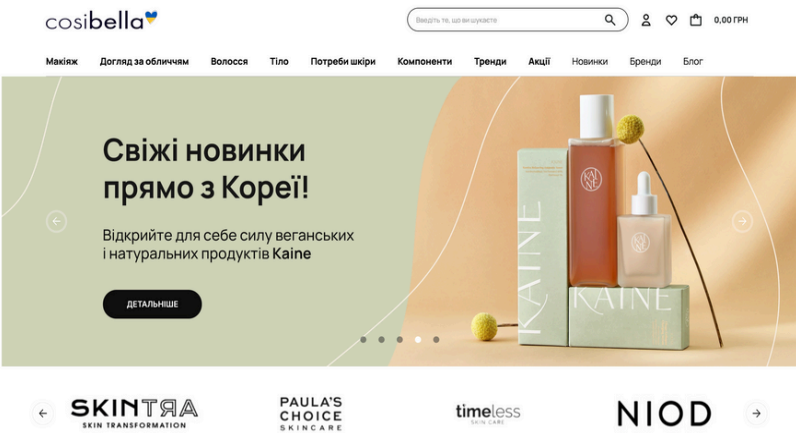 cosibella
Введіть те, що ви шукаєте
0,00 ГРН
Макіяж Догляд за обличчям Волосся Тіло Потреби шкіри Компоненти Тренди Акції Новинки Бренди Блог
Свіжі новинки
прямо з Кореї!
Відкрийте для себе силу веганських
і натуральних продуктів Kaine
ДЕТАЛЬНІШЕ
KAINE
KAI
NE
KAINE
SKINTRA
SKIN TRANSFORMATION
PAULA'S
CHOICE
SKINCARE
timeless
SKIN CARE
NIOD